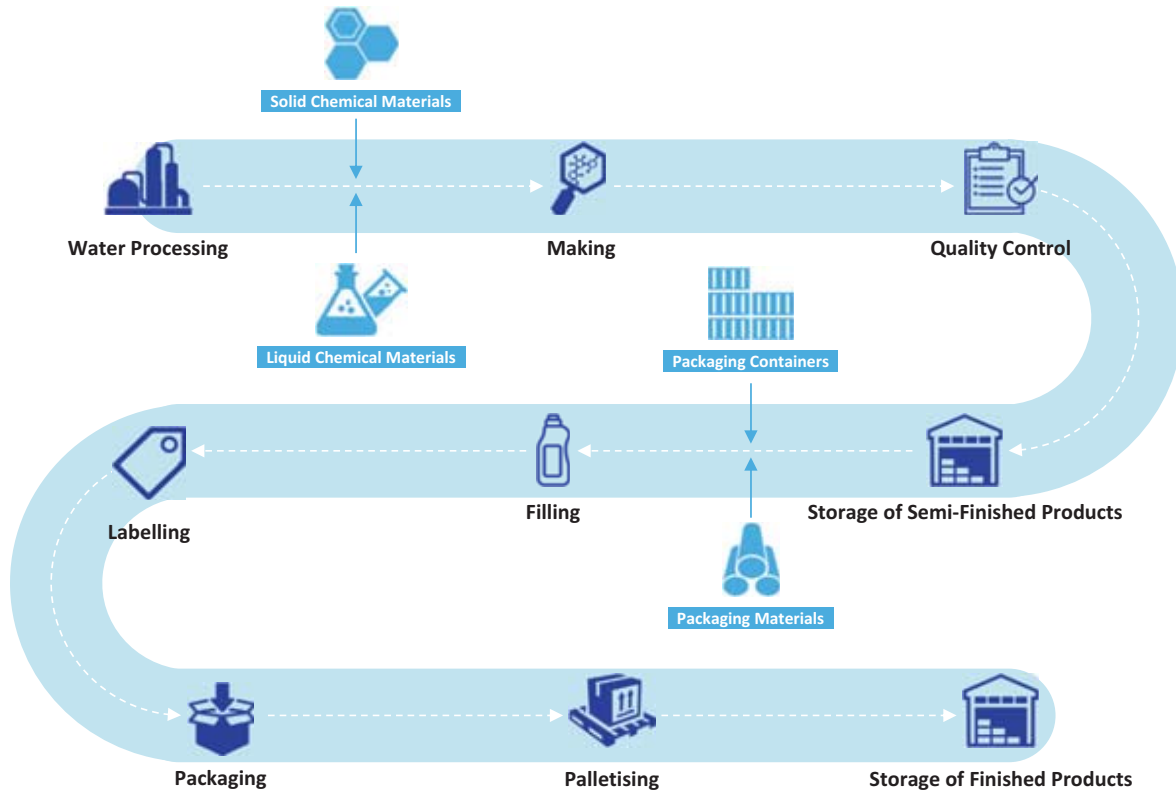 Solid Chemical Materials
Water Processing
Making
Quality Control
Liquid Chemical Materials
Packaging Containers
Labelling
Filling
Storage of Semi-Finished Products
Packaging Materials
Packaging
Palletising
Storage of Finished Products